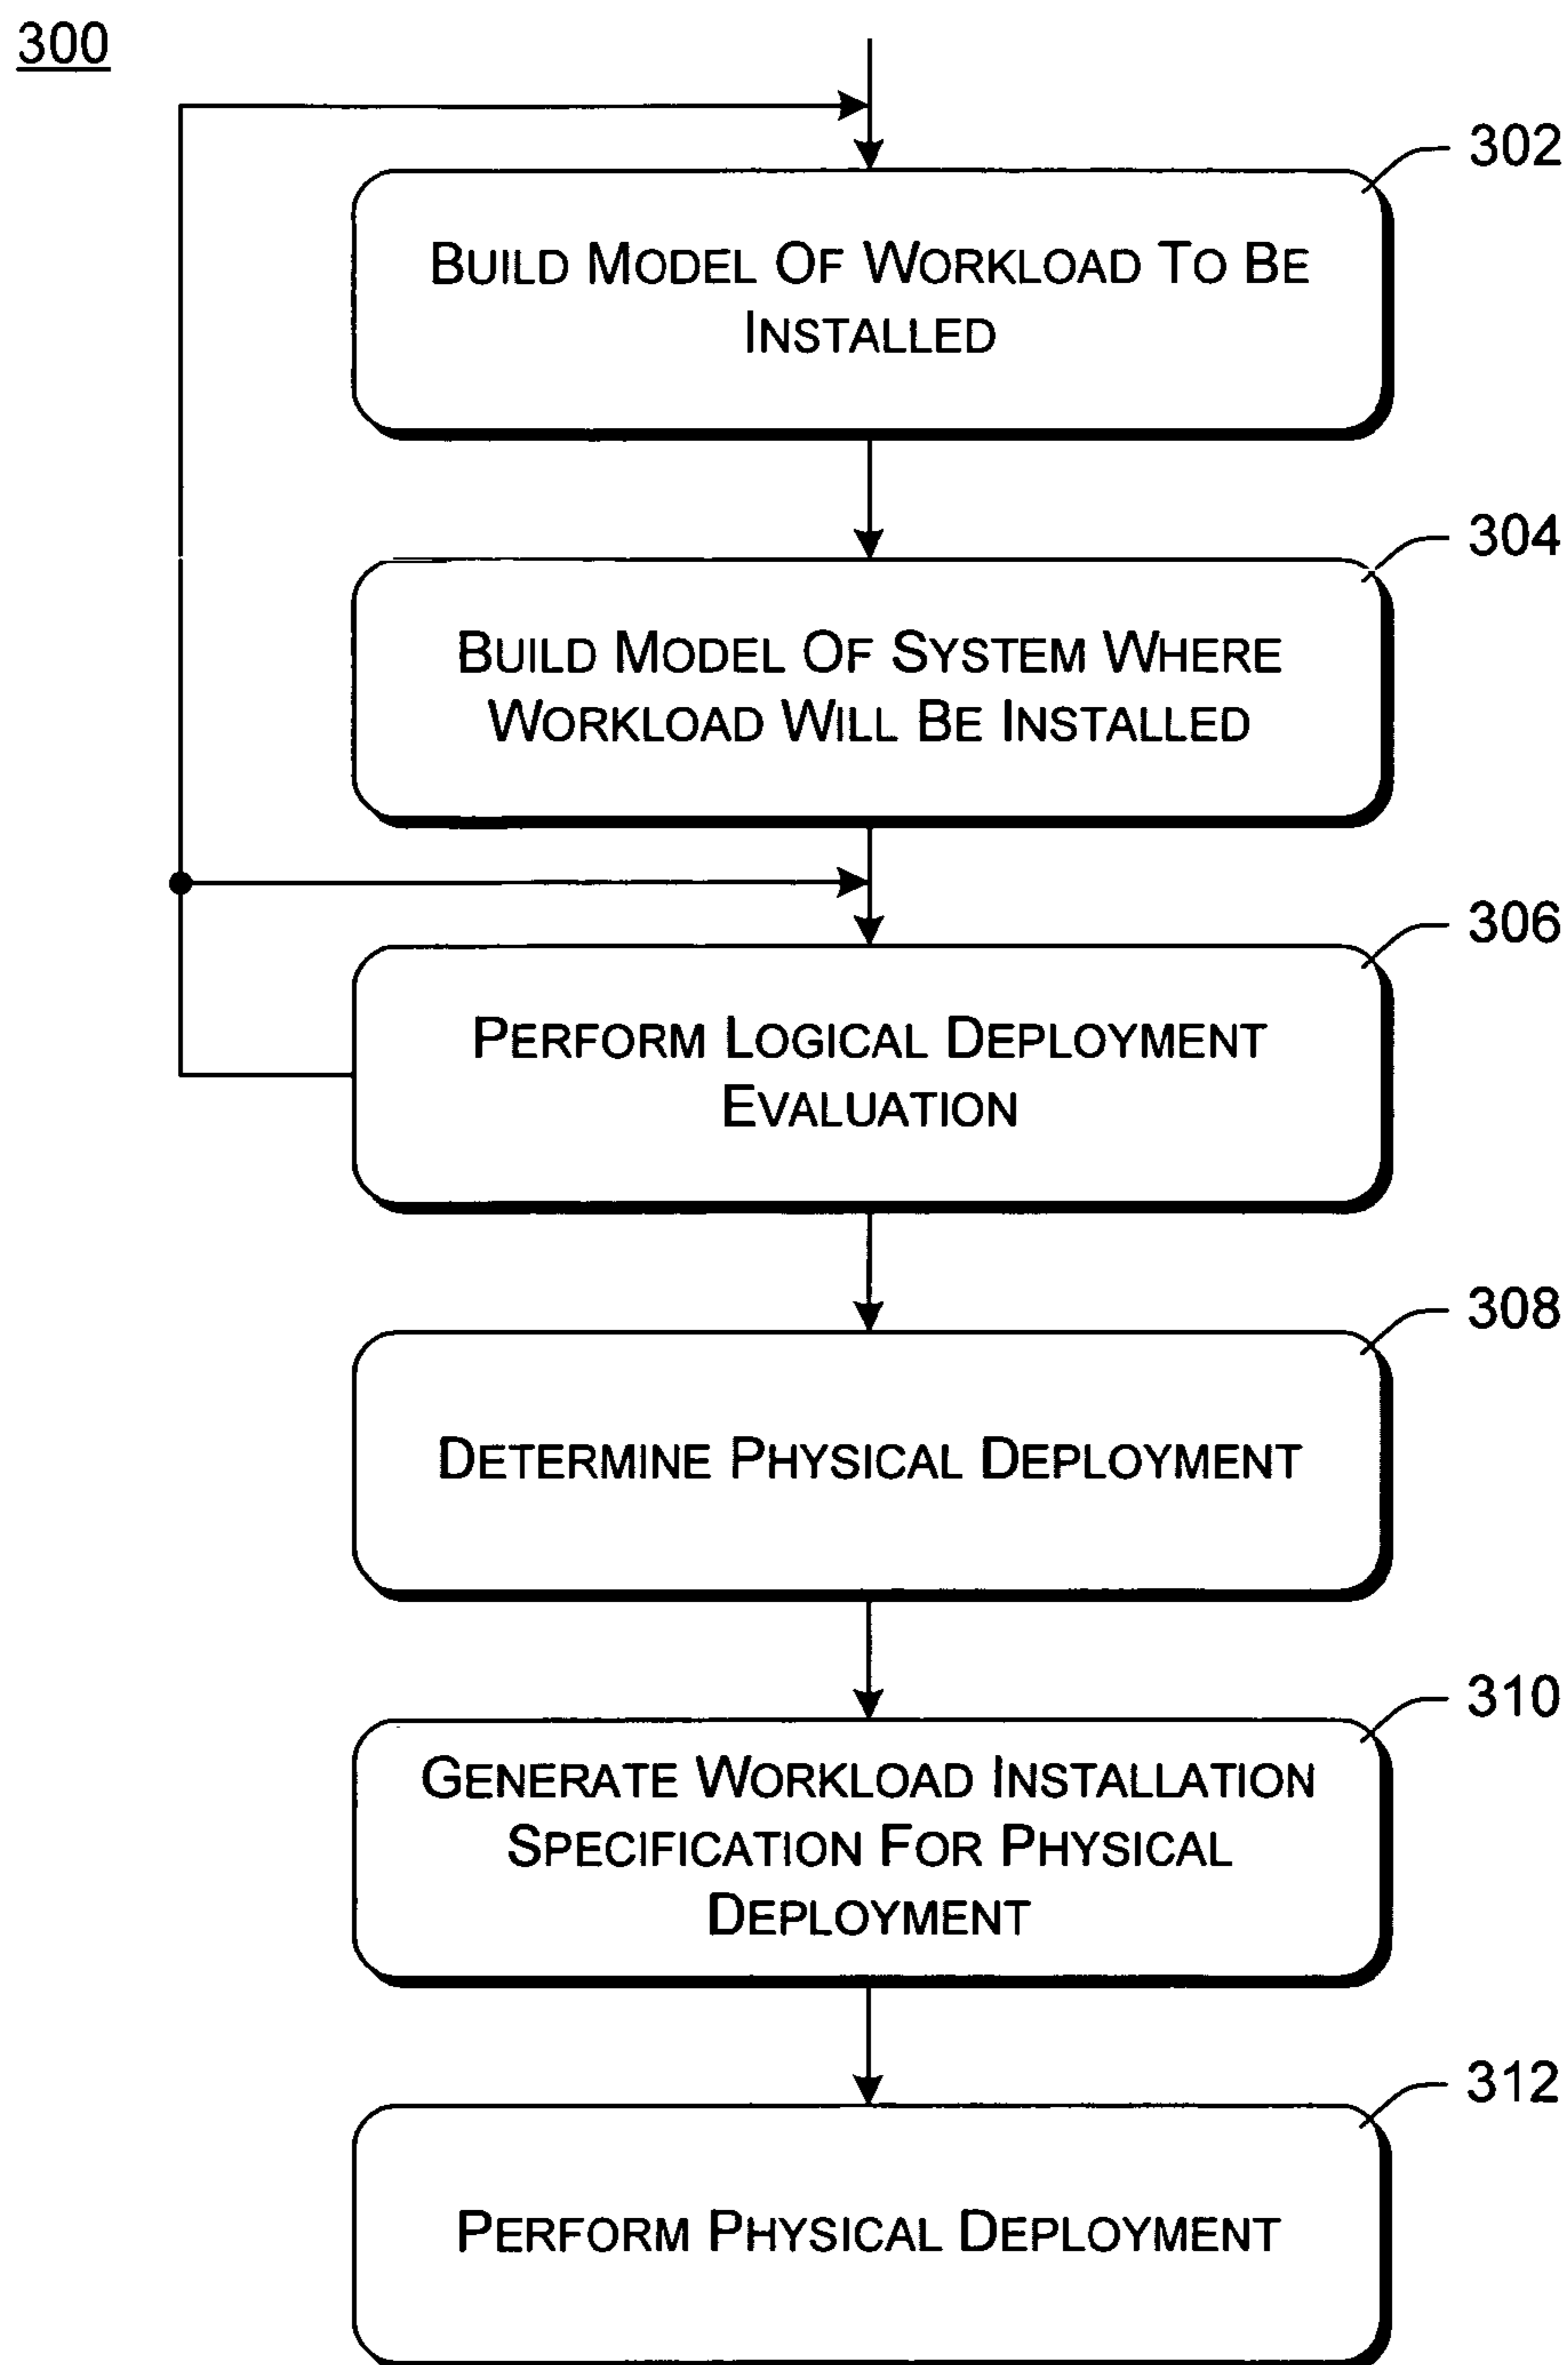 300
302
BUILD MODEL OF WORKLOAD TO BE
INSTALLED
304
BUILD MODEL OF SYSTEM WHERE
WORKLOAD WILL BE INSTALLED
306
PERFORM LOGICAL DEPLOYMENT
EVALUATION
308
DETERMINE PHYSICAL DEPLOYMENT
310
GENERATE WORKLOAD INSTALLATION
SPECIFICATION FOR PHYSICAL
DEPLOYMENT
312
PERFORM PHYSICAL DEPLOYMENT